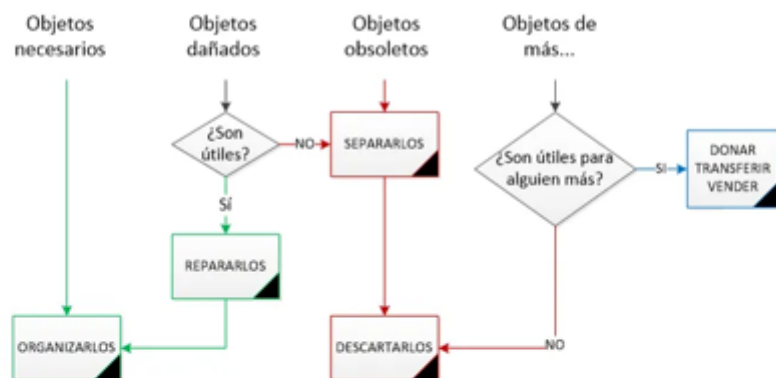 Objetos
necesarios
Objetos
dañados
Objetos
obsoletos
Objetos de
más...
¿Son
útiles?
NO
SEPARARLOS
¿Son útiles para
alguien más?
SI
DONAR
TRANSFERIR
VENDER
Sí
REPARARLOS
ORGANIZARLOS
DESCARTARLOS
NO